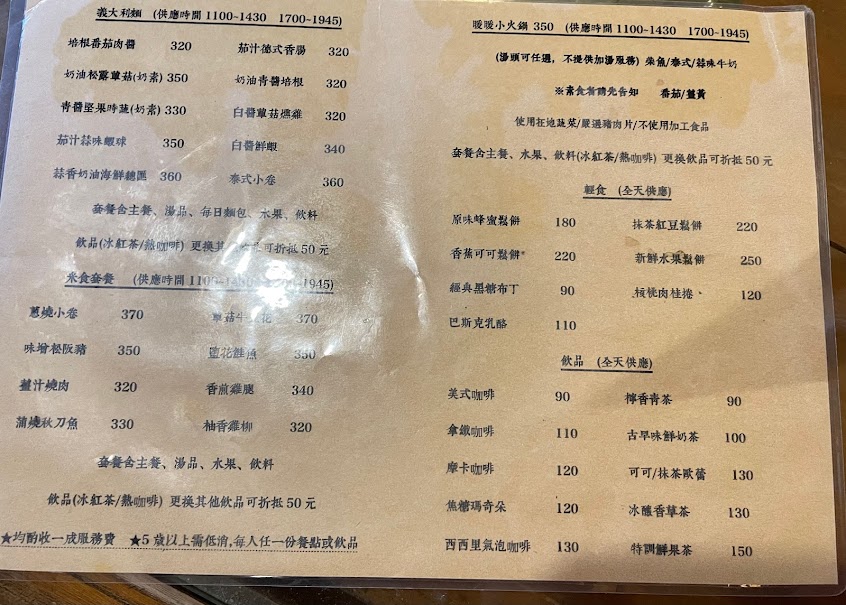 義大利麵 (供應時間 1100~1430 1700~1945)
培根番茄肉醬 320 茄汁德式香腸 320
奶油松露蕈菇(奶素) 350 奶油青醬培根 320
青醬堅果時蔬(奶素) 330 白醬蕈菇燻雞 320
茄汁蒜味蝦球 350 白醬鮮蝦 340
蒜香奶油海鮮總匯 360 泰式小卷 360
套餐含主餐、湯品、每日麵包、水果、飲料
飲品(冰紅茶/熱咖啡) 更換其 可折抵 50 元
米食套餐 (供應時間 1100~1430 1700~1945)
蔥燒小卷 370 蕈菇牛 花 370
味增松阪豬 350 鹽花鮭魚 350
薑汁燒肉 320 香煎雞腿 340
蒲燒秋刀魚 330 柚香雞柳 320
套餐含主餐、湯品、水果、飲料
飲品(冰紅茶/熱咖啡) 更換其他飲品可折抵 50 元
★均酌收一成服務費 ★5 歲以上需低消,每人任一份餐點或飲品
暖暖小火鍋 350 (供應時間 1100~1430 1700~1945)
(湯頭可任選, 不提供加湯服務) 柴魚/泰式/蒜味牛奶
※素食者請先告知 番茄/薑黃
使用在地蔬菜/嚴選豬肉片/不使用加工食品
套餐含主餐、水果、飲料(冰紅茶/熱咖啡) 更換飲品可折抵 50 元
輕食 (全天供應)
原味蜂蜜鬆餅 180 抹茶紅豆鬆餅 220
香蕉可可鬆餅 220 新鮮水果鬆餅 250
經典黑糖布丁 90 核桃肉桂捲 120
巴斯克乳酪 110
飲品 (全天供應)
美式咖啡 90 檸香青茶 90
拿鐵咖啡 110 古早味鮮奶茶 100
摩卡咖啡 120 可可/抹茶歐蕾 130
焦糖瑪奇朵 120 冰釀香草茶 130
西西里氣泡咖啡 130 特調鮮果茶 150